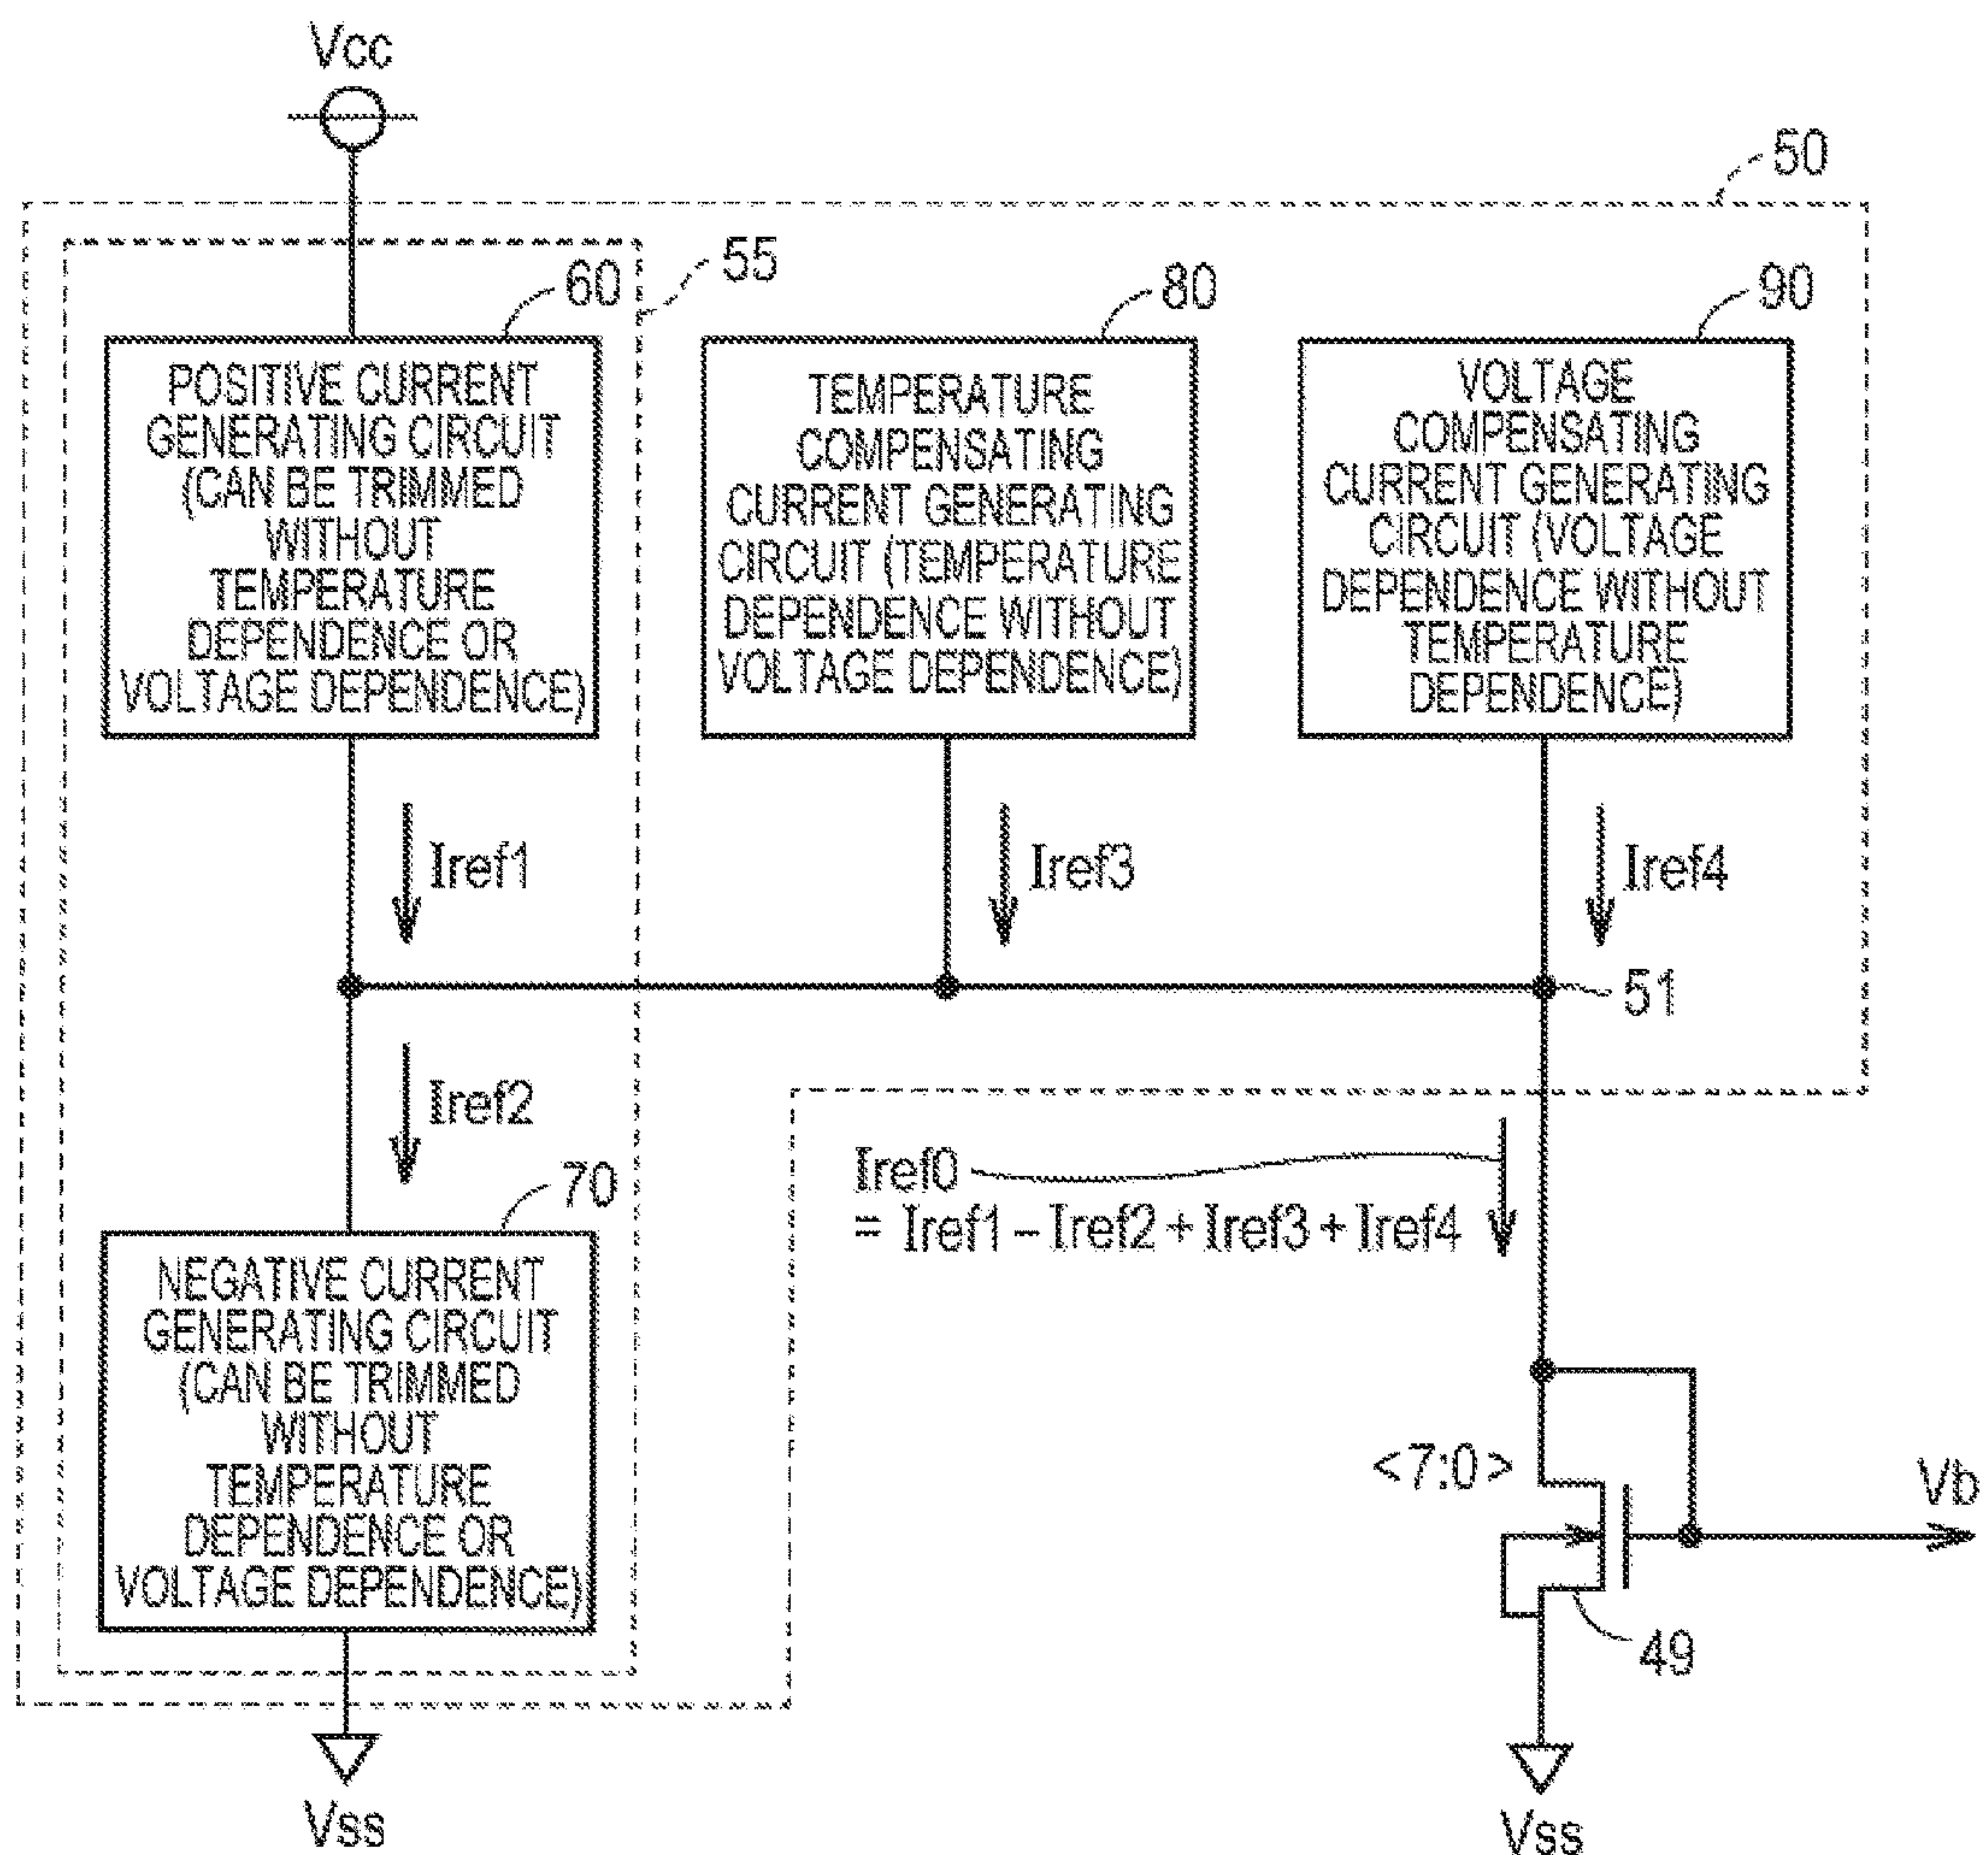 Vcc
50
55
60
80
90
POSITIVE CURRENT
GENERATING CIRCUIT
(CAN BE TRIMMED
WITHOUT
TEMPERATURE
DEPENDENCE OR
VOLTAGE DEPENDENCE)
TEMPERATURE
COMPENSATING
CURRENT GENERATING
CIRCUIT (TEMPERATURE
DEPENDENCE WITHOUT
VOLTAGE DEPENDENCE)
VOLTAGE
COMPENSATING
CURRENT GENERATING
CIRCUIT (VOLTAGE
DEPENDENCE WITHOUT
TEMPERATURE
DEPENDENCE)
Iref1
Iref3
Iref4
51
Iref2
Iref0
= Iref1 – Iref2 + Iref3 + Iref4
70
NEGATIVE CURRENT
GENERATING CIRCUIT
(CAN BE TRIMMED
WITHOUT
TEMPERATURE
DEPENDENCE OR
VOLTAGE DEPENDENCE)
<7:0>
Vb
49
Vss
Vss